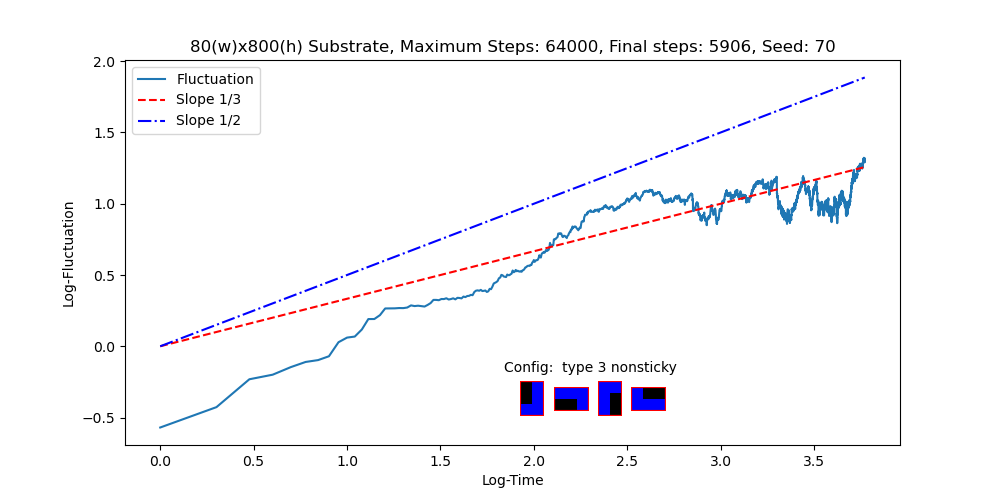 80(w)x800(h) Substrate, Maximum Steps: 64000, Final steps: 5906, Seed: 70
Fluctuation
Slope 1/3
Slope 1/2
2.0
1.5
1.0
0.5
0.0
−0.5
Log-Fluctuation
Config:  type 3 nonsticky
0.0 0.5 1.0 1.5 2.0 2.5 3.0 3.5
Log-Time